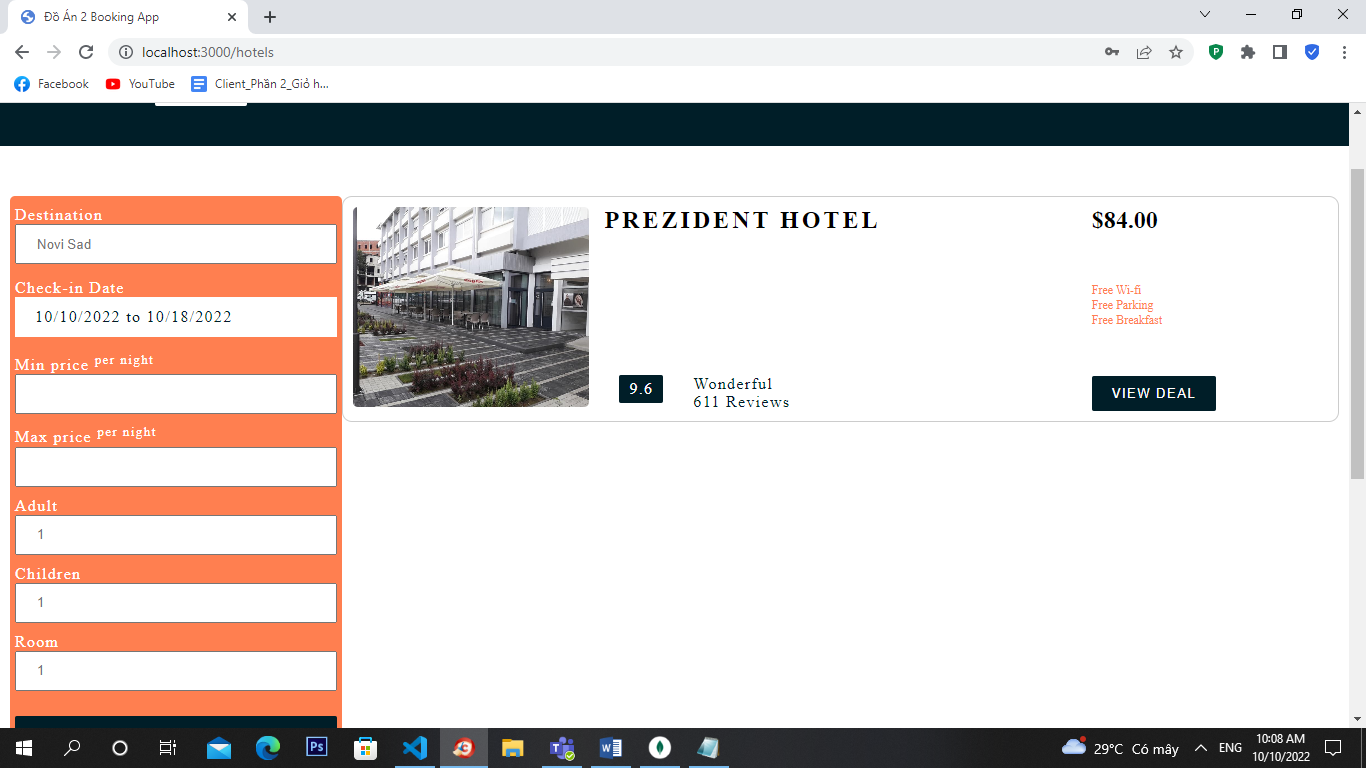 Đồ Án 2 Booking App
localhost:3000/hotels
Facebook
YouTube
Client_Phần 2_Giỏ h...
Destination
Novi Sad
Check-in Date
10/10/2022 to 10/18/2022
Min price per night
Max price per night
Adult
1
Children
1
Room
1
PREZIDENT HOTEL
$84.00
Free Wi-fi
Free Parking
Free Breakfast
9.6
Wonderful
611 Reviews
VIEW DEAL
Ps
29°C Có mây
ENG
10:08 AM
10/10/2022